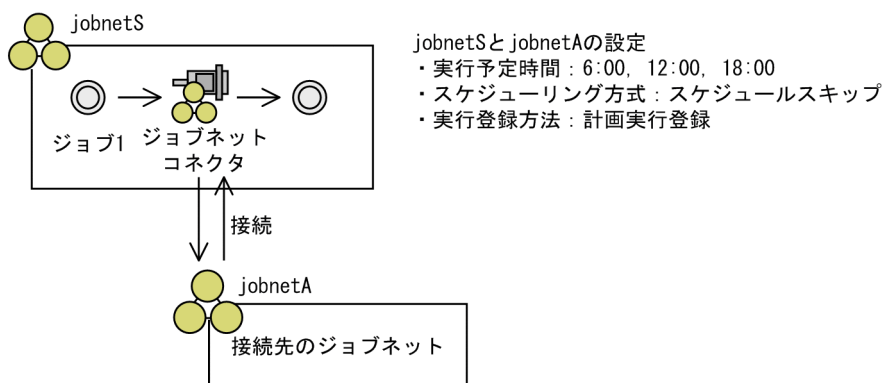 jobnetS
jobnetSとjobnetAの設定
・実行予定時間：6:00, 12:00, 18:00
・スケジューリング方式：スケジュールスキップ
・実行登録方法：計画実行登録
ジョブ1
ジョブネット
コネクタ
接続
jobnetA
接続先のジョブネット